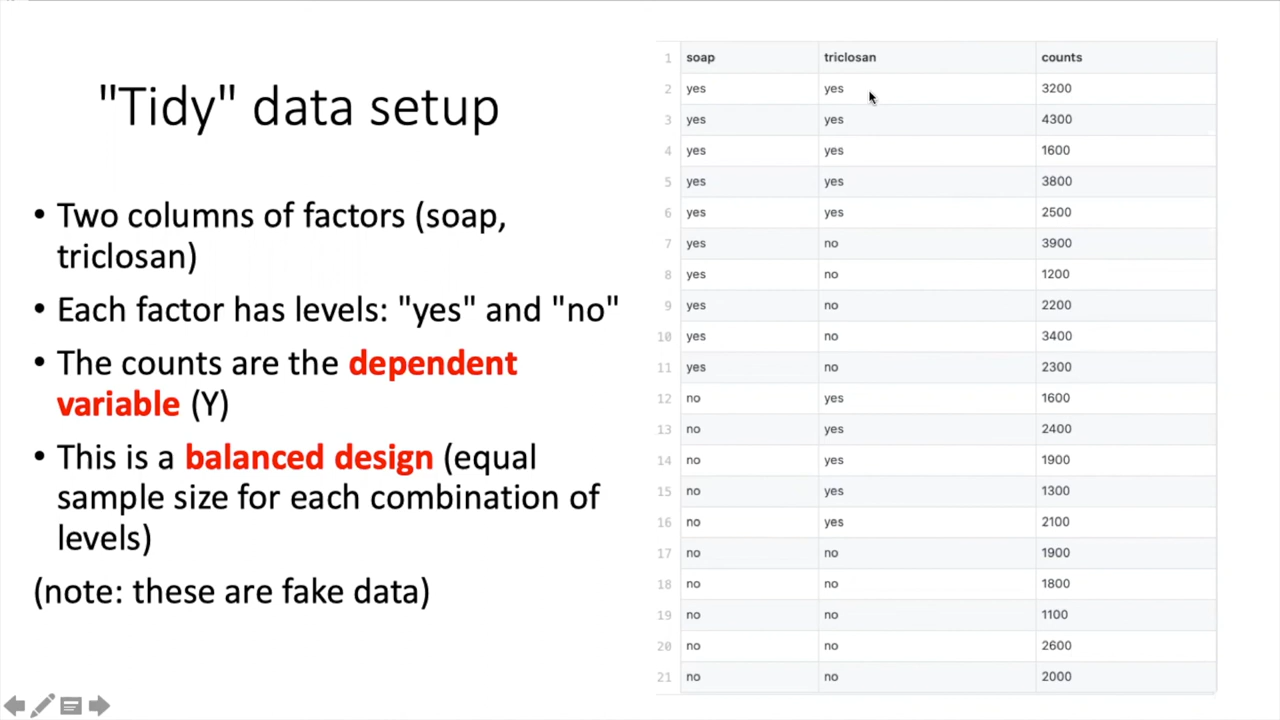 "Tidy" data setup
• Two columns of factors (soap,
triclosan)
• Each factor has levels: "yes" and "no"
• The counts are the dependent
variable (Y)
• This is a balanced design (equal
sample size for each combination of
levels)
(note: these are fake data)
1 soap triclosan counts
2 yes yes 3200
3 yes yes 4300
4 yes yes 1600
5 yes yes 3800
6 yes yes 2500
7 yes no 3900
8 yes no 1200
9 yes no 2200
10 yes no 3400
11 yes no 2300
12 no yes 1600
13 no yes 2400
14 no yes 1900
15 no yes 1300
16 no yes 2100
17 no no 1900
18 no no 1800
19 no no 1100
20 no no 2600
21 no no 2000